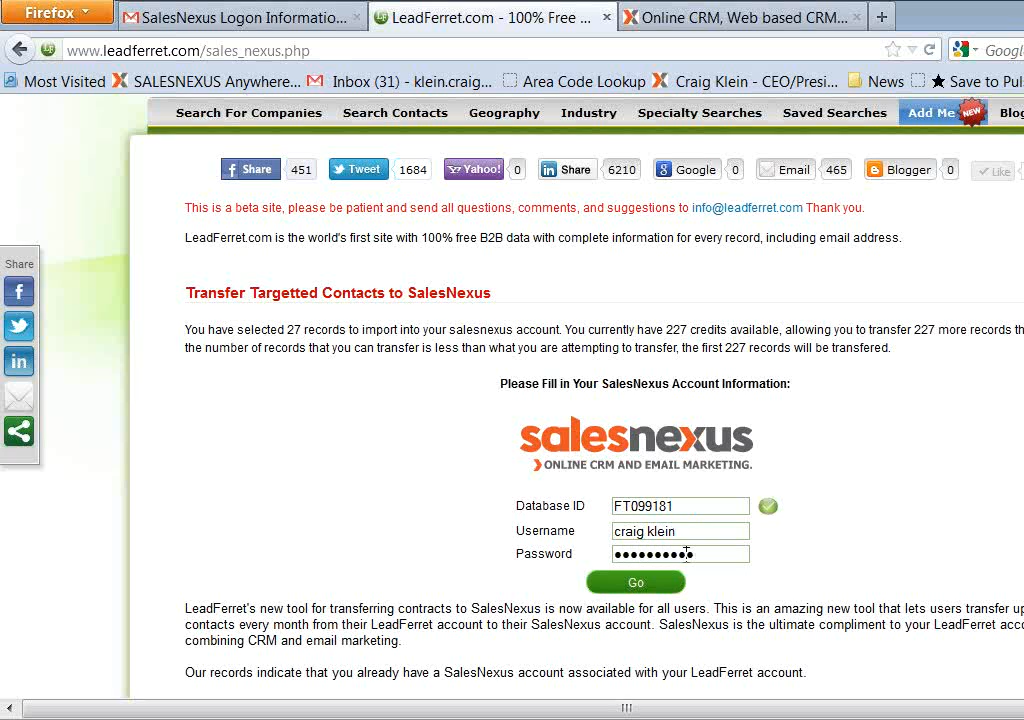 Firefox
SalesNexus Logon Informatio...
LeadFerret.com - 100% Free ...
Online CRM, Web based CRM...
www.leadferret.com/sales_nexus.php
Google
Most Visited
SALESNEXUS Anywhere...
Inbox (31) - klein.craig...
Area Code Lookup
Craig Klein - CEO/Presi...
News
Save to Pul
Search For Companies Search Contacts Geography Industry Specialty Searches Saved Searches Add Me NEW Blog
Share 451 Tweet 1684 Yahoo! 0 Share 6210 Google 0 Email 465 Blogger 0 Like
This is a beta site, please be patient and send all questions, comments, and suggestions to info@leadferret.com Thank you.
LeadFerret.com is the world's first site with 100% free B2B data with complete information for every record, including email address.
Share
Transfer Targetted Contacts to SalesNexus
You have selected 27 records to import into your salesnexus account. You currently have 227 credits available, allowing you to transfer 227 more records th
the number of records that you can transfer is less than what you are attempting to transfer, the first 227 records will be transfered.
Please Fill in Your SalesNexus Account Information:
salesnexus
ONLINE CRM AND EMAIL MARKETING.
Database ID FT099181
Username craig klein
Password ••••••••••
Go
LeadFerret's new tool for transferring contracts to SalesNexus is now available for all users. This is an amazing new tool that lets users transfer up
contacts every month from their LeadFerret account to their SalesNexus account. SalesNexus is the ultimate compliment to your LeadFerret acco
combining CRM and email marketing.
Our records indicate that you already have a SalesNexus account associated with your LeadFerret account.